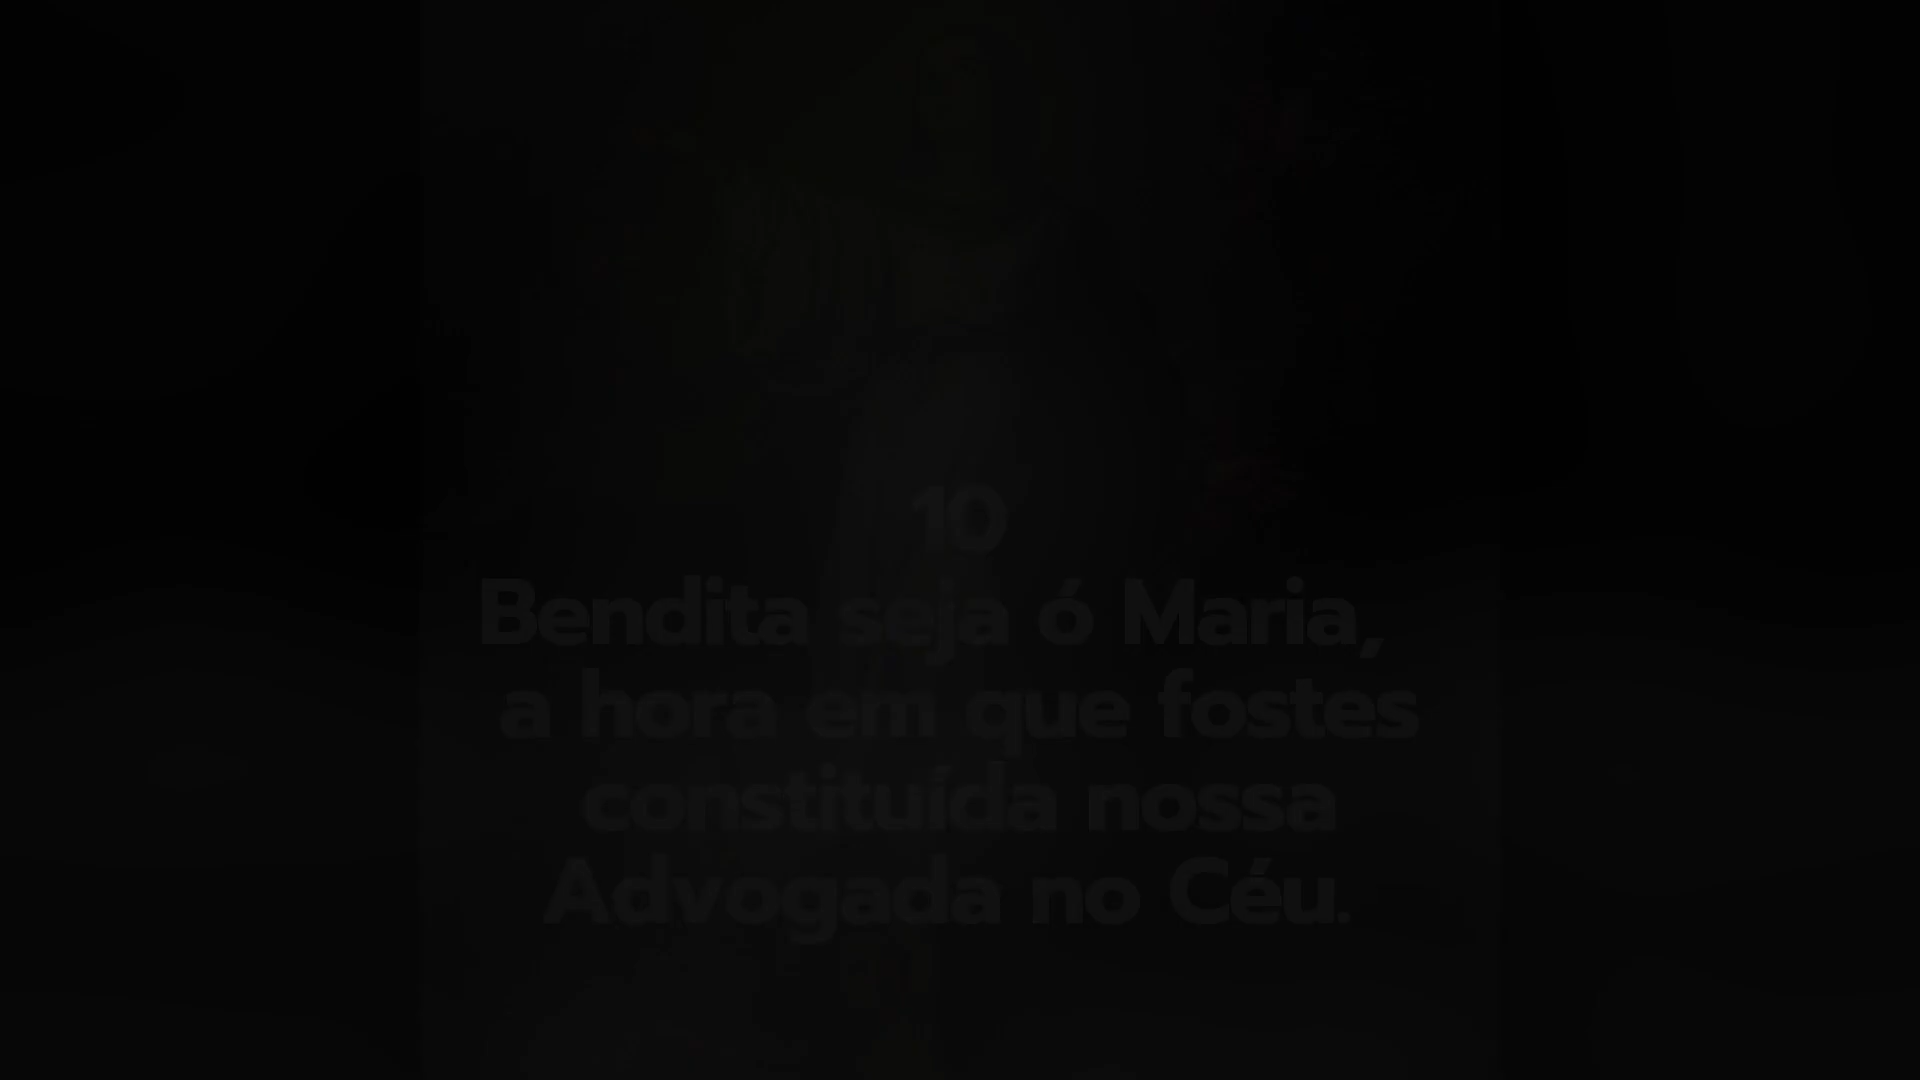 10
Bendita seja ó Maria,
a hora em que fostes
constituída nossa
Advogada no Céu.